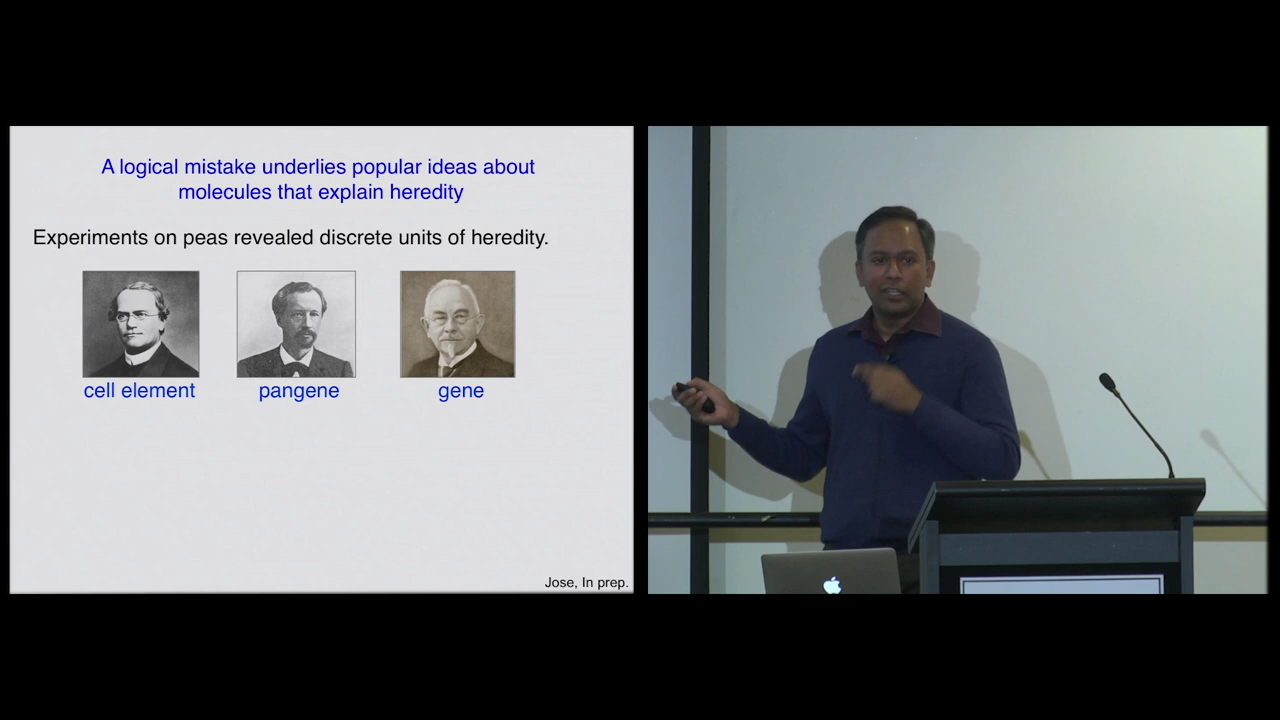 A logical mistake underlies popular ideas about
molecules that explain heredity
Experiments on peas revealed discrete units of heredity.
cell element
pangene
gene
Jose, In prep.